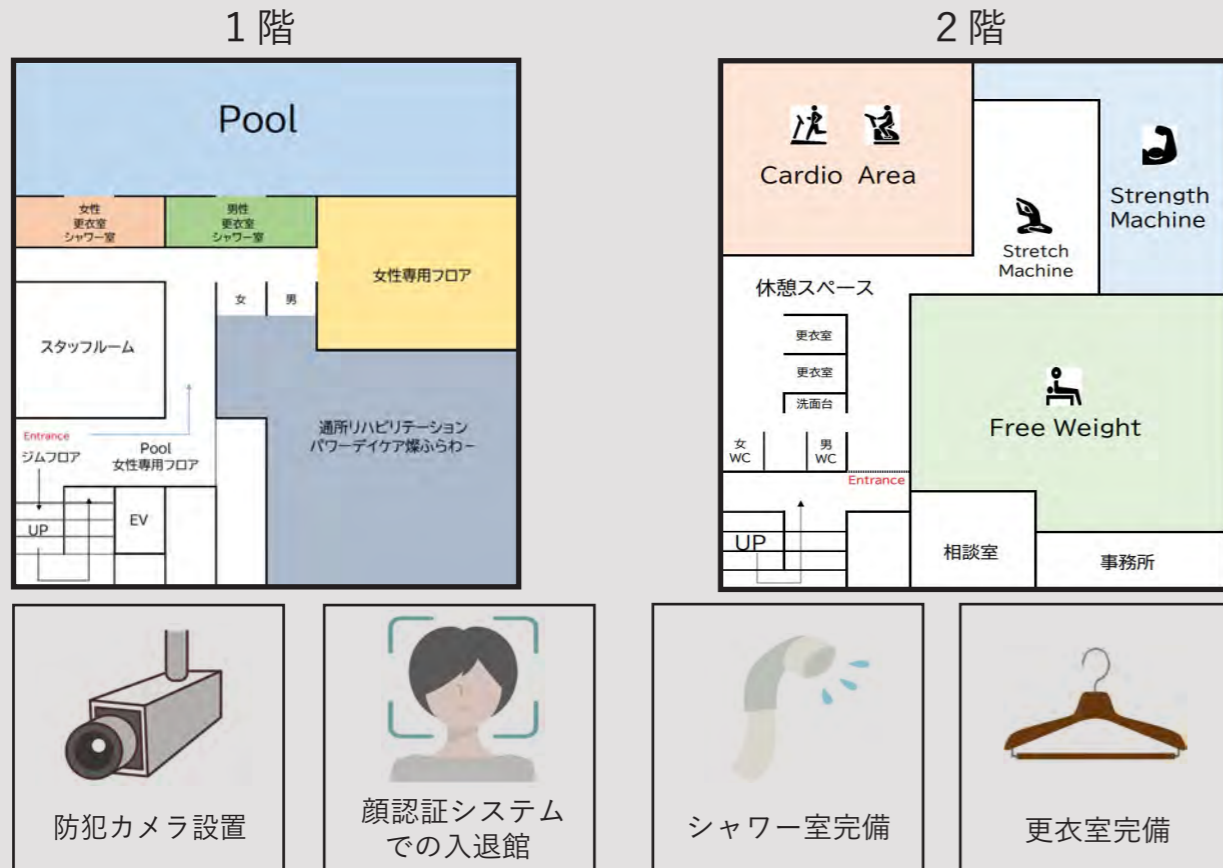 1階
Pool
女性
更衣室
シャワー室
男性
更衣室
シャワー室
女性専用フロア
女
男
スタッフルーム
通所リハビリテーション
パワーデイケア燦ふらわー
Entrance
ジムフロア
Pool
女性専用フロア
UP
EV
2階
Cardio Area
Strength
Machine
Stretch
Machine
休憩スペース
更衣室
更衣室
洗面台
Free Weight
女
WC
男
WC
Entrance
UP
相談室
事務所
防犯カメラ設置
顔認証システム
での入退館
シャワー室完備
更衣室完備